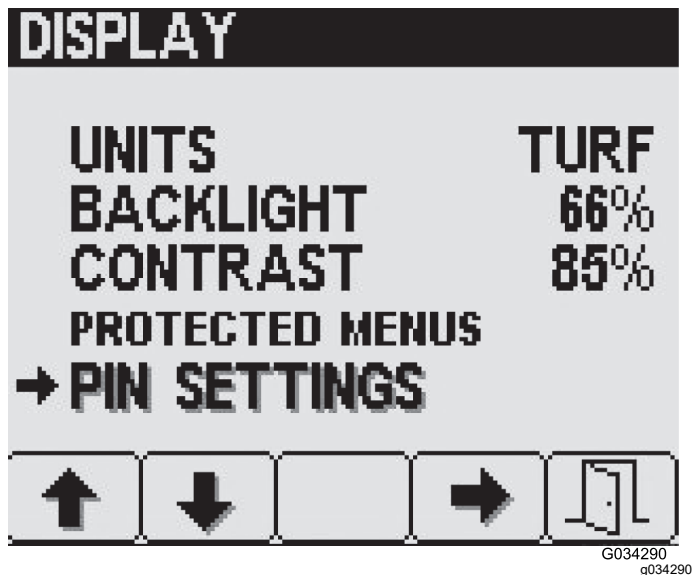 DISPLAY
UNITS TURF
BACKLIGHT 66%
CONTRAST 85%
PROTECTED MENUS
PIN SETTINGS
G034290
g034290